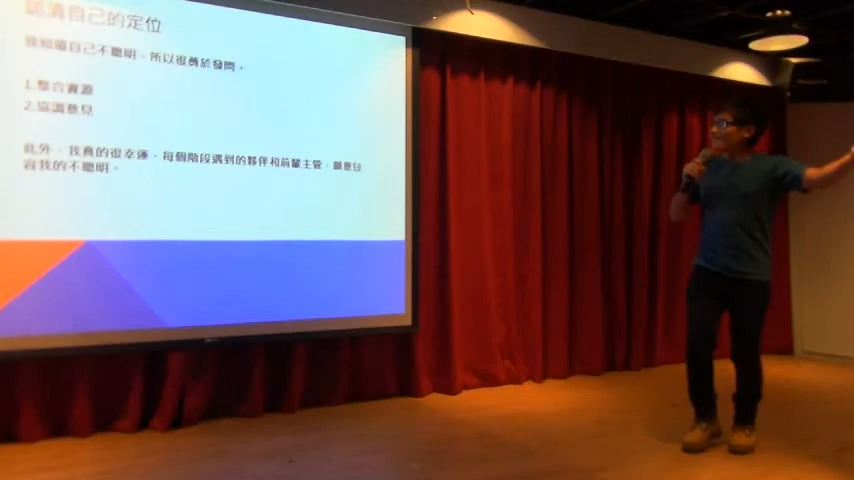 認清自己的定位
我知道自己不聰明，所以很勇於發問。
1.整合資源
2.協調意見
此外，我真的很幸運，每個階段遇到的夥伴和前輩主管，願意包
容我的不聰明。